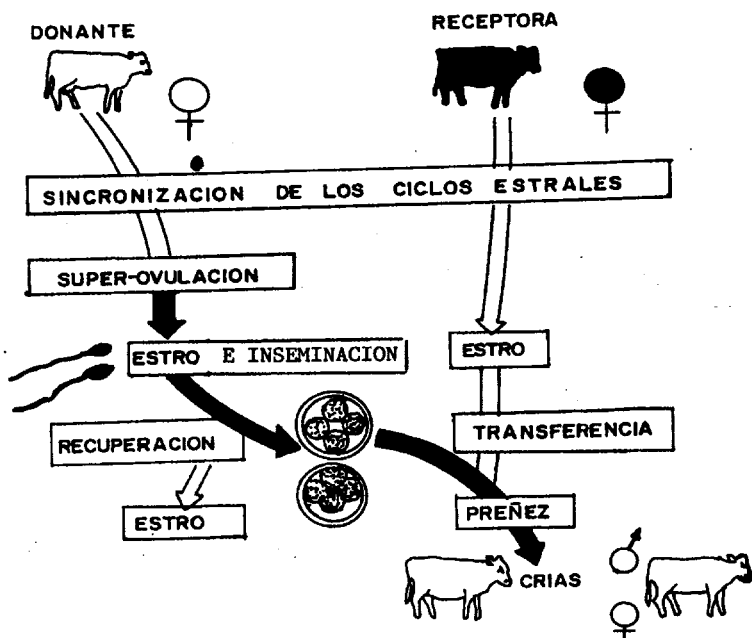 DONANTE
RECEPTORA
SINCRONIZACION DE LOS CICLOS ESTRALES
SUPER-OVULACION
ESTRO E INSEMINACION
ESTRO
RECUPERACION
TRANSFERENCIA
ESTRO
PREÑEZ
CRIAS